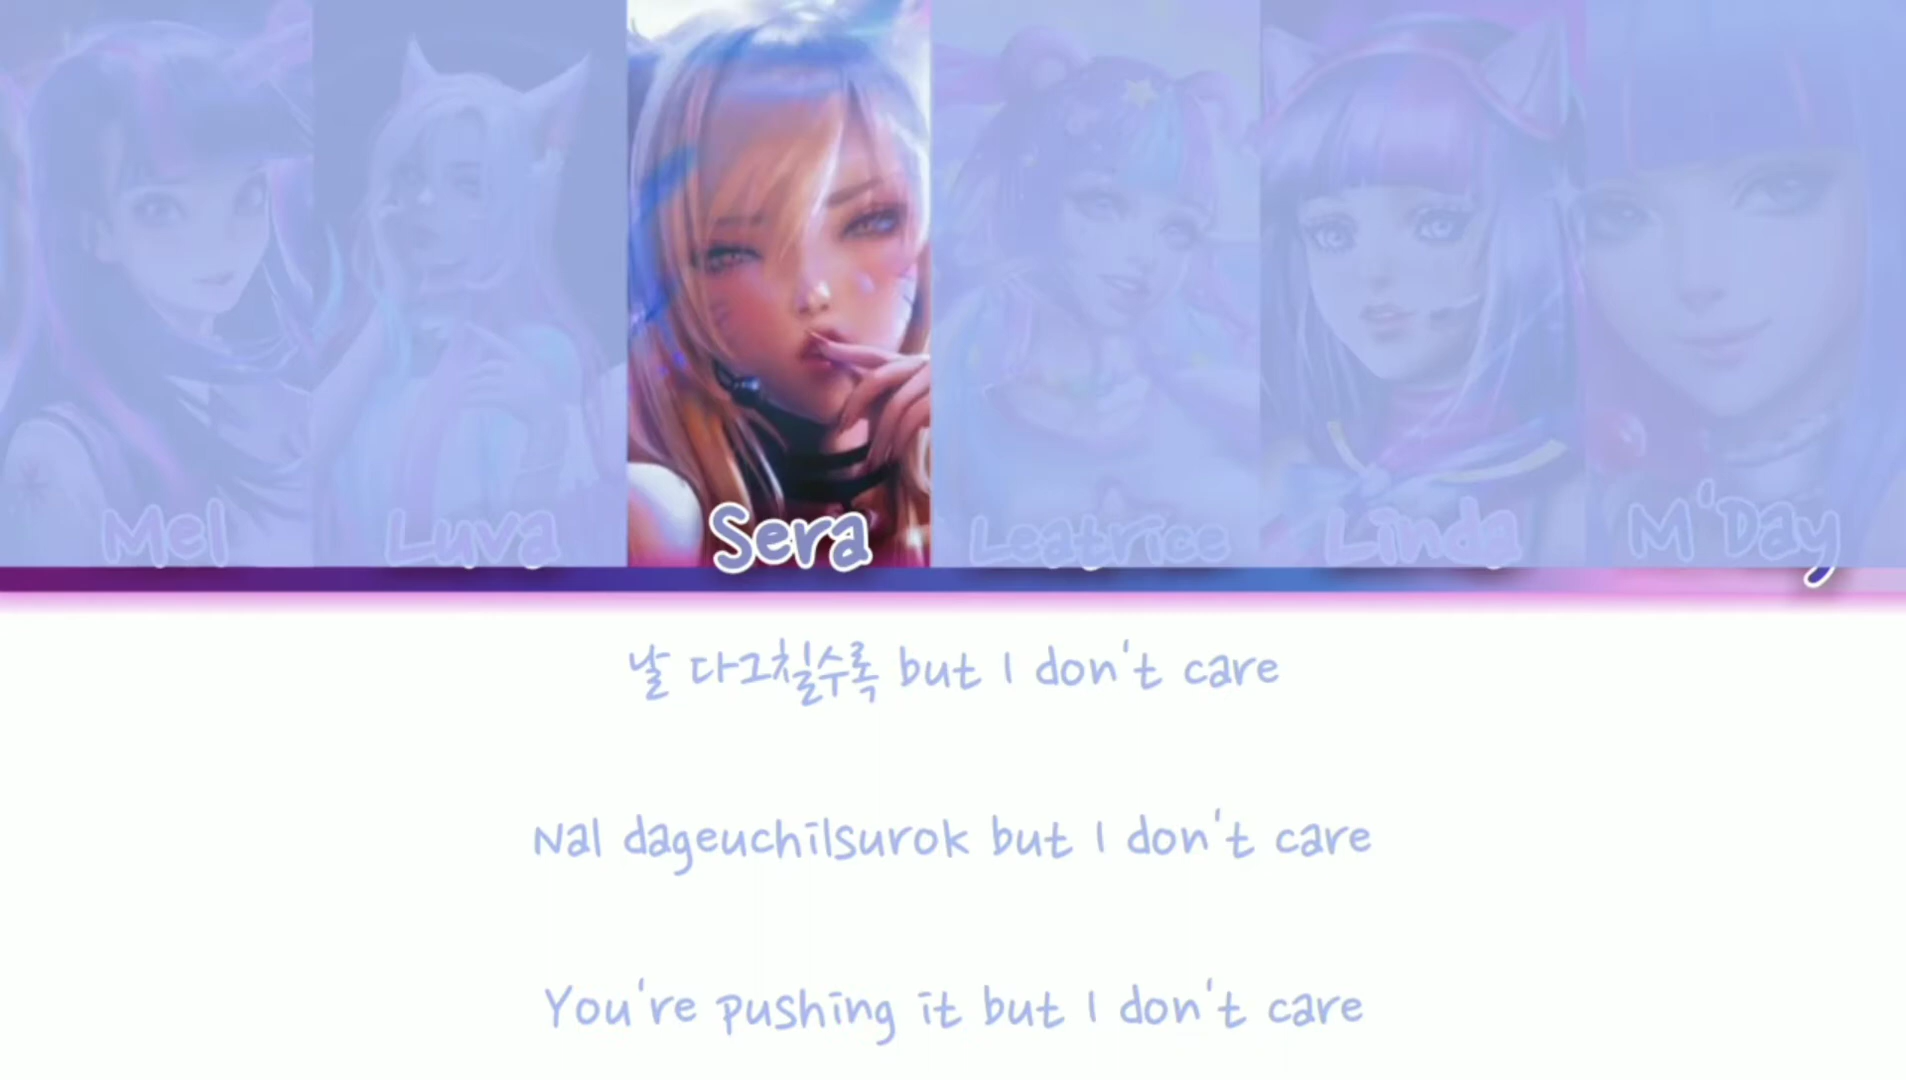 Mel Luva Sera Leatrice Linda M'Day
날 다그칠수록 but I don't care
Nal dageuchilsurok but I don't care
You're pushing it but I don't care